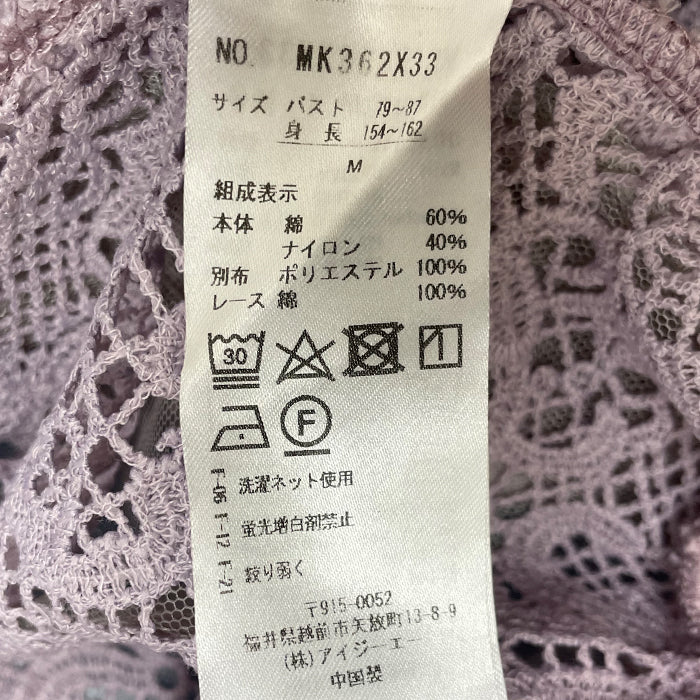 NO. MK362X33
サイズ バスト 79~87
身長 154~162
M
組成表示
本体 綿 60%
ナイロン 40%
別布 ポリエステル 100%
レース 綿 100%
30
F
F-06 洗濯ネット使用
F-12 蛍光増白剤禁止
F-21 絞り弱く
〒915-0052
福井県越前市矢放町13-8-9
(株)アイジーエー
中国製